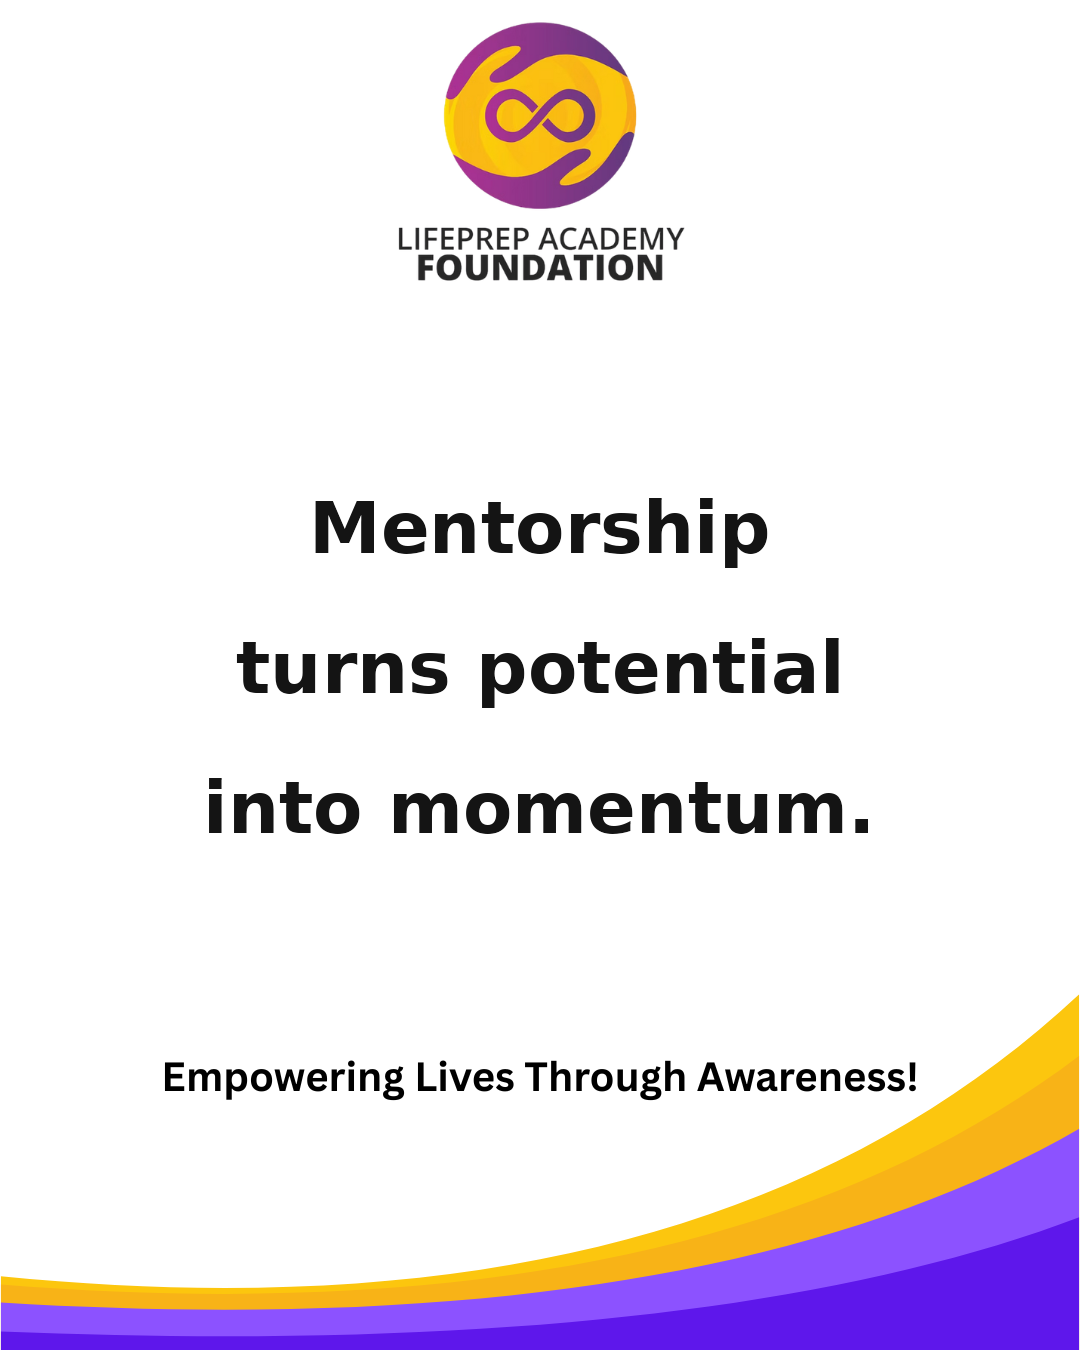 LIFEPREP ACADEMY
FOUNDATION
Mentorship
turns potential
into momentum.
Empowering Lives Through Awareness!